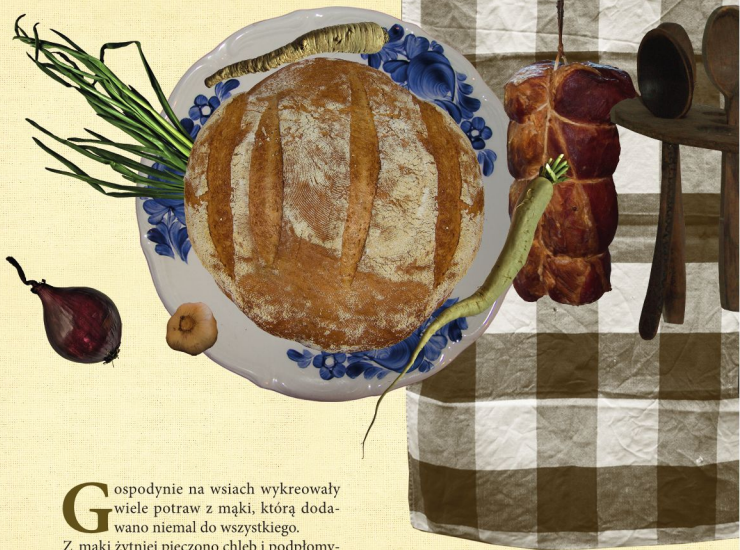 Gospodynie na wsiach wykreowały
wiele potraw z mąki, którą doda-
wano niemal do wszystkiego.
Z mąki żytniej pieczono chleb i podpłomy-